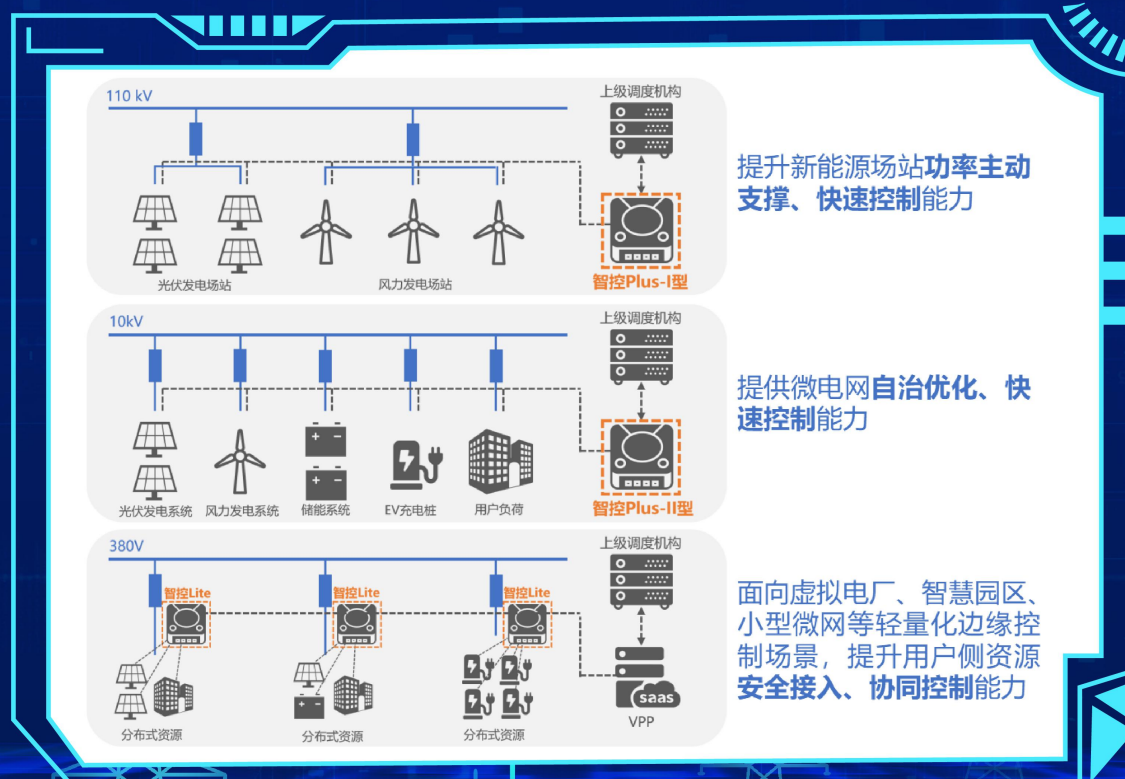 110 kV
上级调度机构
光伏发电场站
风力发电场站
智控Plus-I型
提升新能源场站功率主动
支撑、快速控制能力
10kV
上级调度机构
光伏发电系统
风力发电系统
储能系统
EV充电桩
用户负荷
智控Plus-II型
提供微电网自治优化、快
速控制能力
380V
上级调度机构
智控Lite
智控Lite
智控Lite
saas
VPP
分布式资源
分布式资源
分布式资源
面向虚拟电厂、智慧园区、
小型微网等轻量化边缘控
制场景，提升用户侧资源
安全接入、协同控制能力